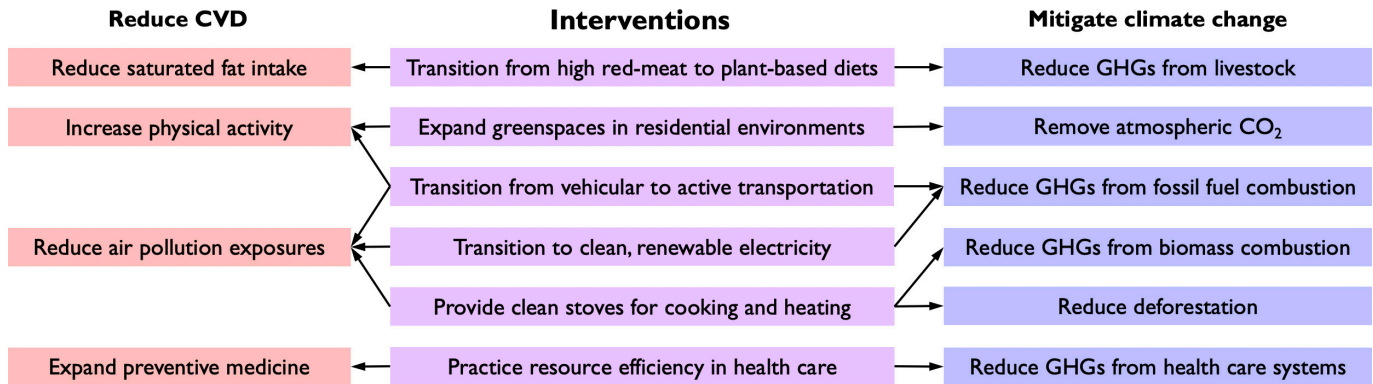 Reduce CVD Interventions Mitigate climate change
Reduce saturated fat intake Transition from high red-meat to plant-based diets Reduce GHGs from livestock
Increase physical activity Expand greenspaces in residential environments Remove atmospheric CO₂
Transition from vehicular to active transportation Reduce GHGs from fossil fuel combustion
Reduce air pollution exposures Transition to clean, renewable electricity Reduce GHGs from biomass combustion
Provide clean stoves for cooking and heating Reduce deforestation
Expand preventive medicine Practice resource efficiency in health care Reduce GHGs from health care systems